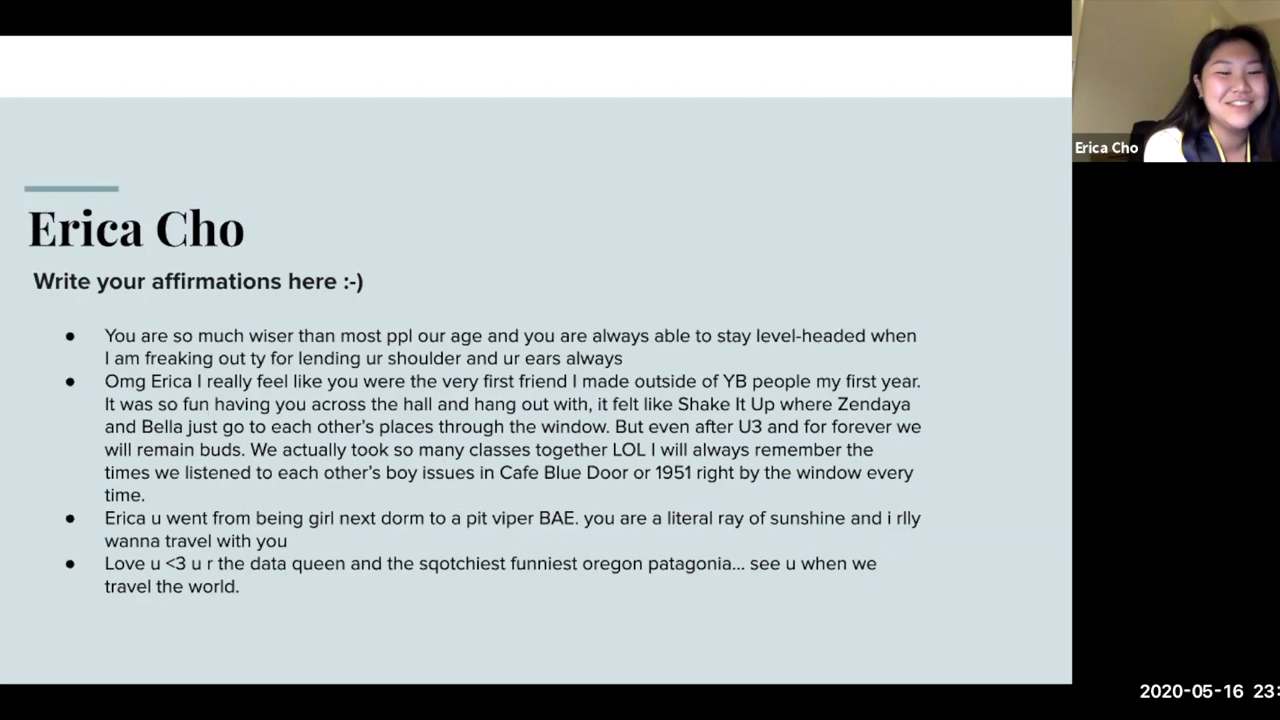 Erica Cho
Erica Cho
Write your affirmations here :-)
● You are so much wiser than most ppl our age and you are always able to stay level-headed when
I am freaking out ty for lending ur shoulder and ur ears always
● Omg Erica I really feel like you were the very first friend I made outside of YB people my first year.
It was so fun having you across the hall and hang out with, it felt like Shake It Up where Zendaya
and Bella just go to each other's places through the window. But even after U3 and for forever we
will remain buds. We actually took so many classes together LOL I will always remember the
times we listened to each other's boy issues in Cafe Blue Door or 1951 right by the window every
time.
● Erica u went from being girl next dorm to a pit viper BAE. you are a literal ray of sunshine and i rlly
wanna travel with you
● Love u <3 u r the data queen and the sqotchiest funniest oregon patagonia... see u when we
travel the world.
2020-05-16 23: